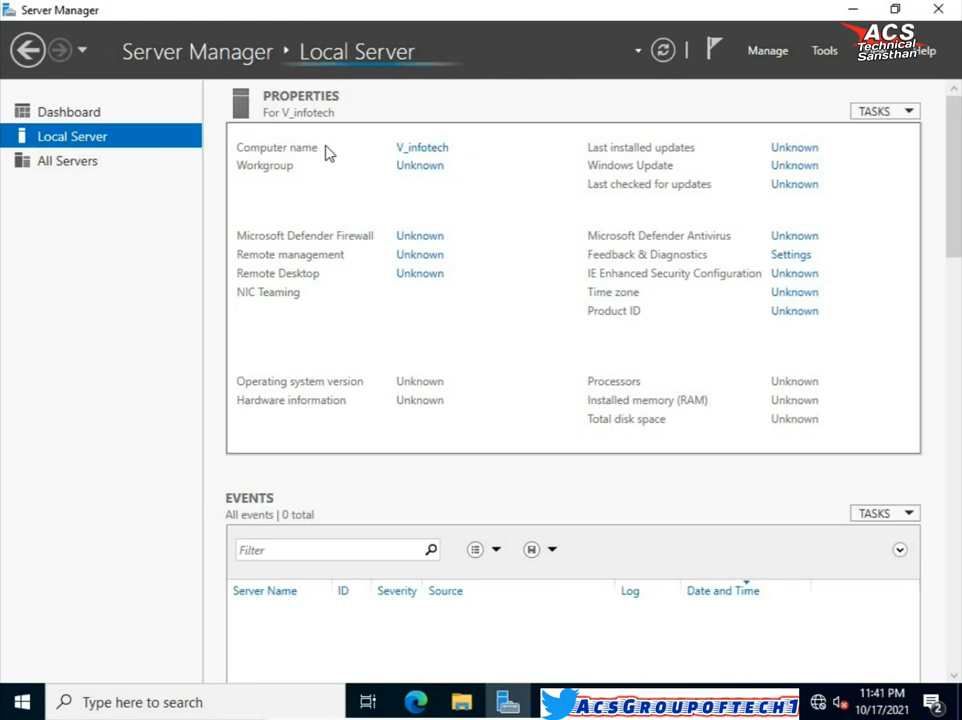 Server Manager
Server Manager ‣ Local Server
Manage
Tools
ACS
Technical
Sansthan
elp
Dashboard
Local Server
All Servers
PROPERTIES
For V_infotech
TASKS
Computer name V_infotech
Workgroup Unknown
Last installed updates Unknown
Windows Update Unknown
Last checked for updates Unknown
Microsoft Defender Firewall Unknown
Remote management Unknown
Remote Desktop Unknown
NIC Teaming
Microsoft Defender Antivirus Unknown
Feedback & Diagnostics Settings
IE Enhanced Security Configuration Unknown
Time zone Unknown
Product ID Unknown
Operating system version Unknown
Hardware information Unknown
Processors Unknown
Installed memory (RAM) Unknown
Total disk space Unknown
EVENTS
All events | 0 total
TASKS
Filter
Server Name ID Severity Source Log Date and Time
Type here to search
AcsGroupoftech1
11:41 PM
10/17/2021
2